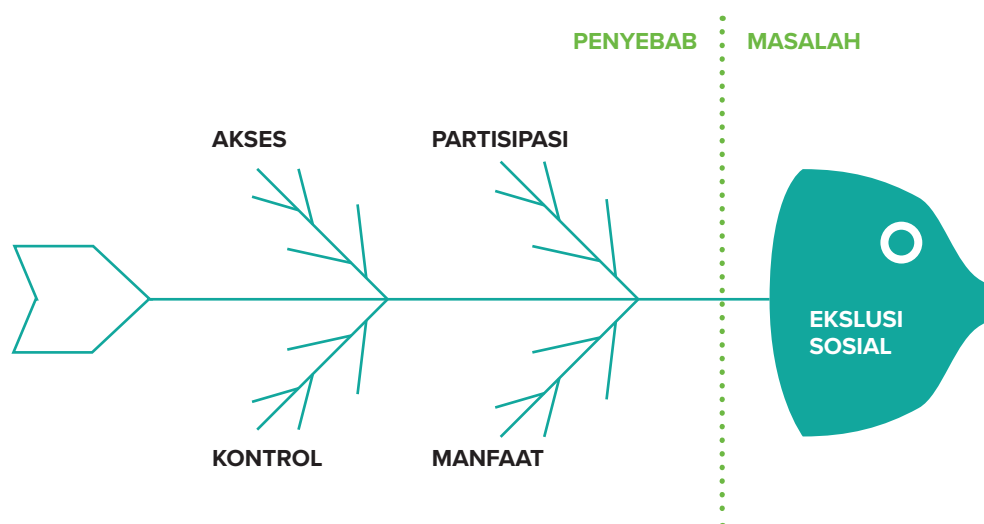 PENYEBAB
MASALAH
AKSES
PARTISIPASI
EKSLUSI
SOSIAL
KONTROL
MANFAAT